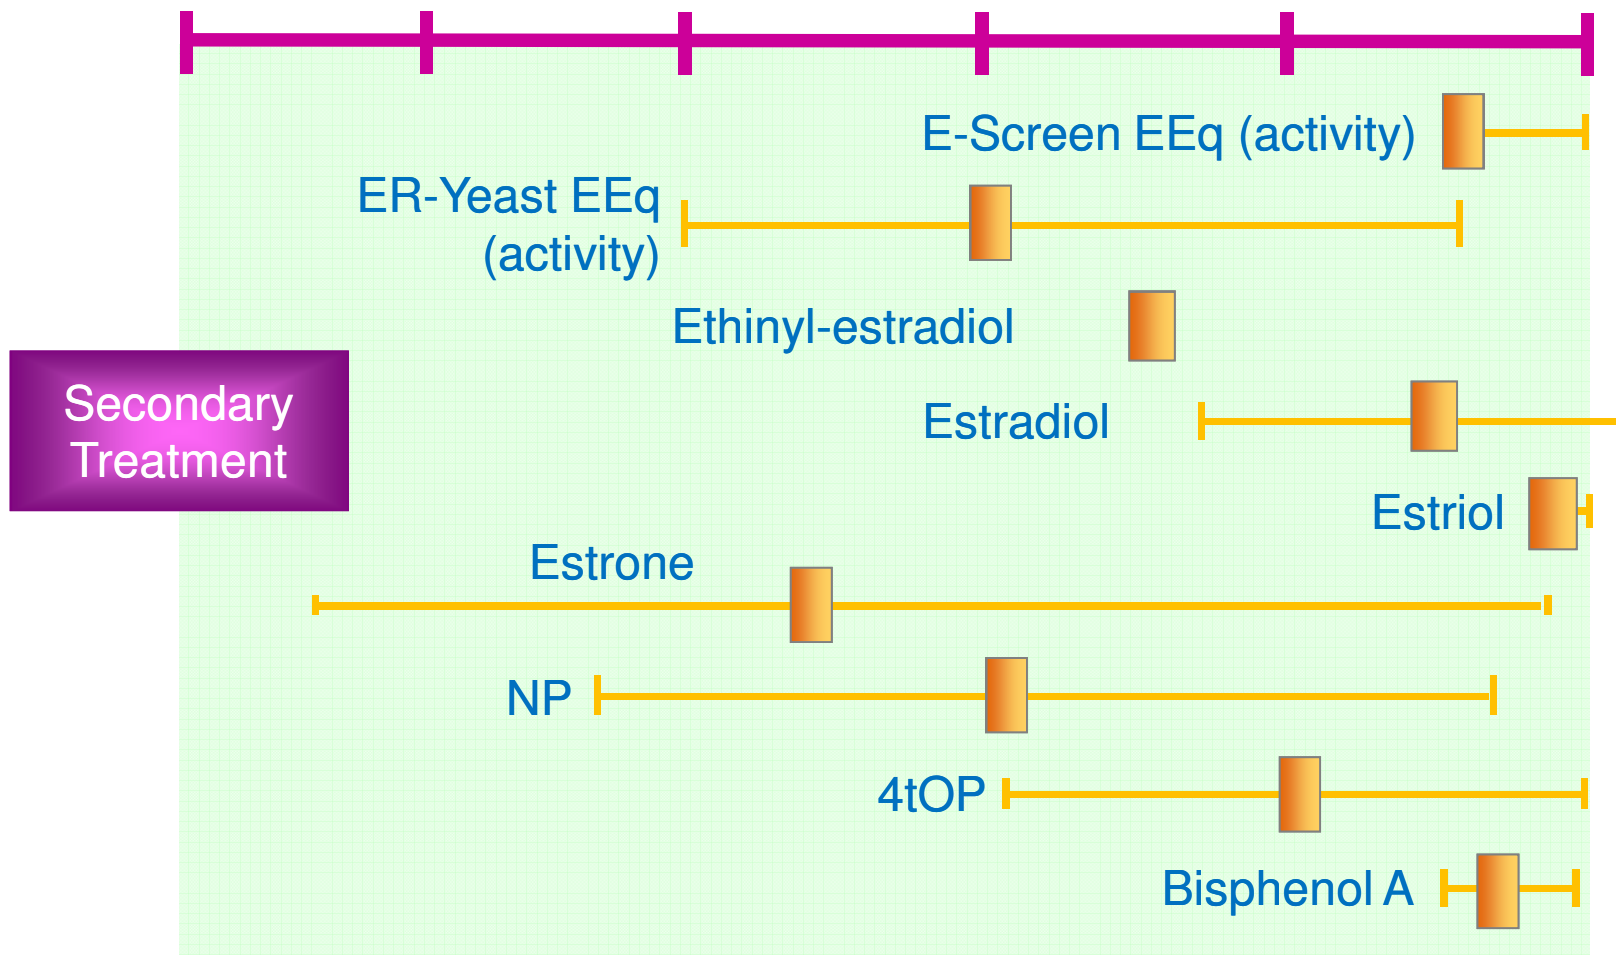 E-Screen EEq (activity)
ER-Yeast EEq
(activity)
Ethinyl-estradiol
Secondary
Treatment
Estradiol
Estriol
Estrone
NP
4tOP
Bisphenol A